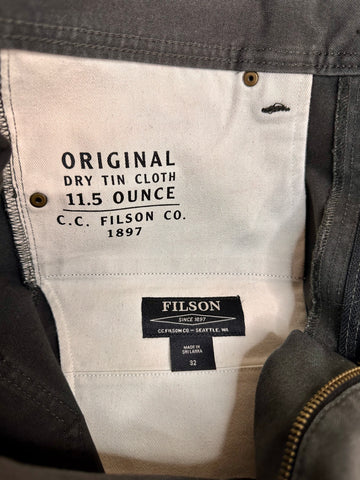 ORIGINAL
DRY TIN CLOTH
11.5 OUNCE
C.C. FILSON CO.
1897
FILSON
SINCE 1897
C.C. FILSON CO – SEATTLE, WA
MADE IN
SRI LANKA
32